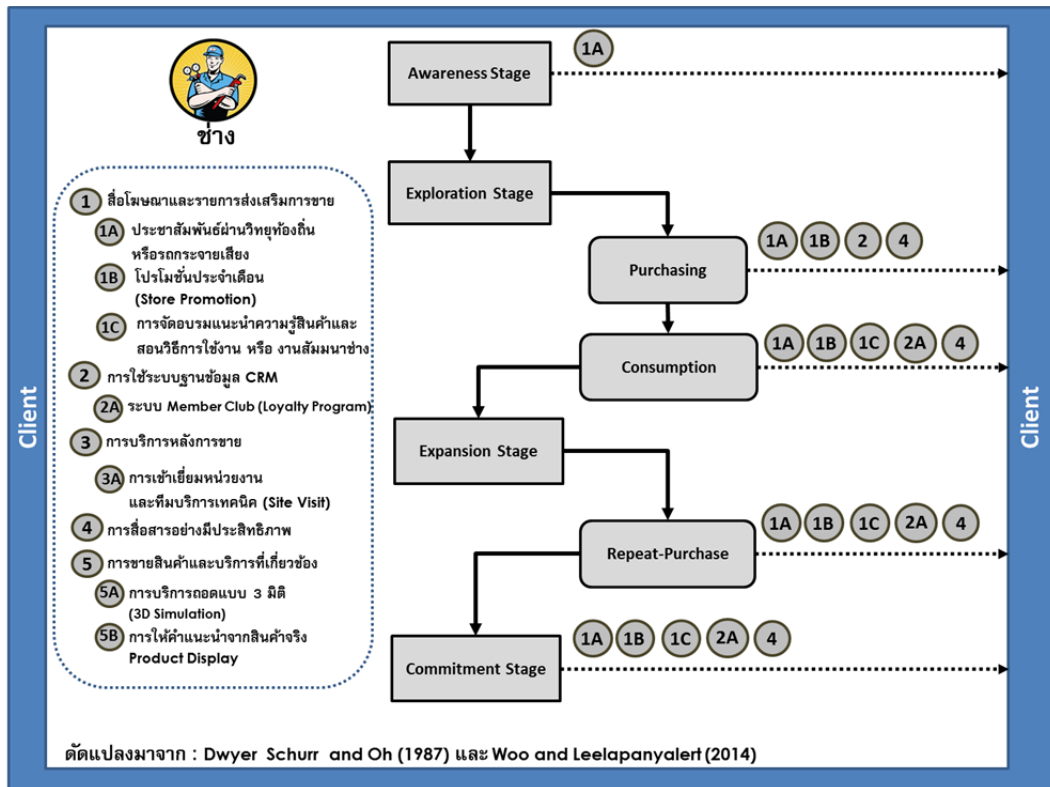 Client
ช่าง
1 สื่อโฆษณาและรายการส่งเสริมการขาย
1A ประชาสัมพันธ์ผ่านวิทยุท้องถิ่น
หรือรถกระจายเสียง
1B โปรโมชั่นประจำเดือน
(Store Promotion)
1C การจัดอบรมแนะนำความรู้สินค้าและ
สอนวิธีการใช้งาน หรือ งานสัมมนาช่าง
2 การใช้ระบบฐานข้อมูล CRM
2A ระบบ Member Club (Loyalty Program)
3 การบริการหลังการขาย
3A การเช้าเยี่ยมหน่วยงาน
และทีมบริการเทคนิค (Site Visit)
4 การสื่อสารอย่างมีประสิทธิภาพ
5 การขายสินค้าและบริการที่เกี่ยวข้อง
5A การบริการถอดแบบ 3 มิติ
(3D Simulation)
5B การให้คำแนะนำจากสินค้าจริง
Product Display
Awareness Stage
1A
Exploration Stage
Purchasing
1A 1B 2 4
Consumption
1A 1B 1C 2A 4
Expansion Stage
Repeat-Purchase
1A 1B 1C 2A 4
Commitment Stage
1A 1B 1C 2A 4
Client
ดัดแปลงมาจาก : Dwyer Schurr and Oh (1987) และ Woo and Leelapanyalert (2014)